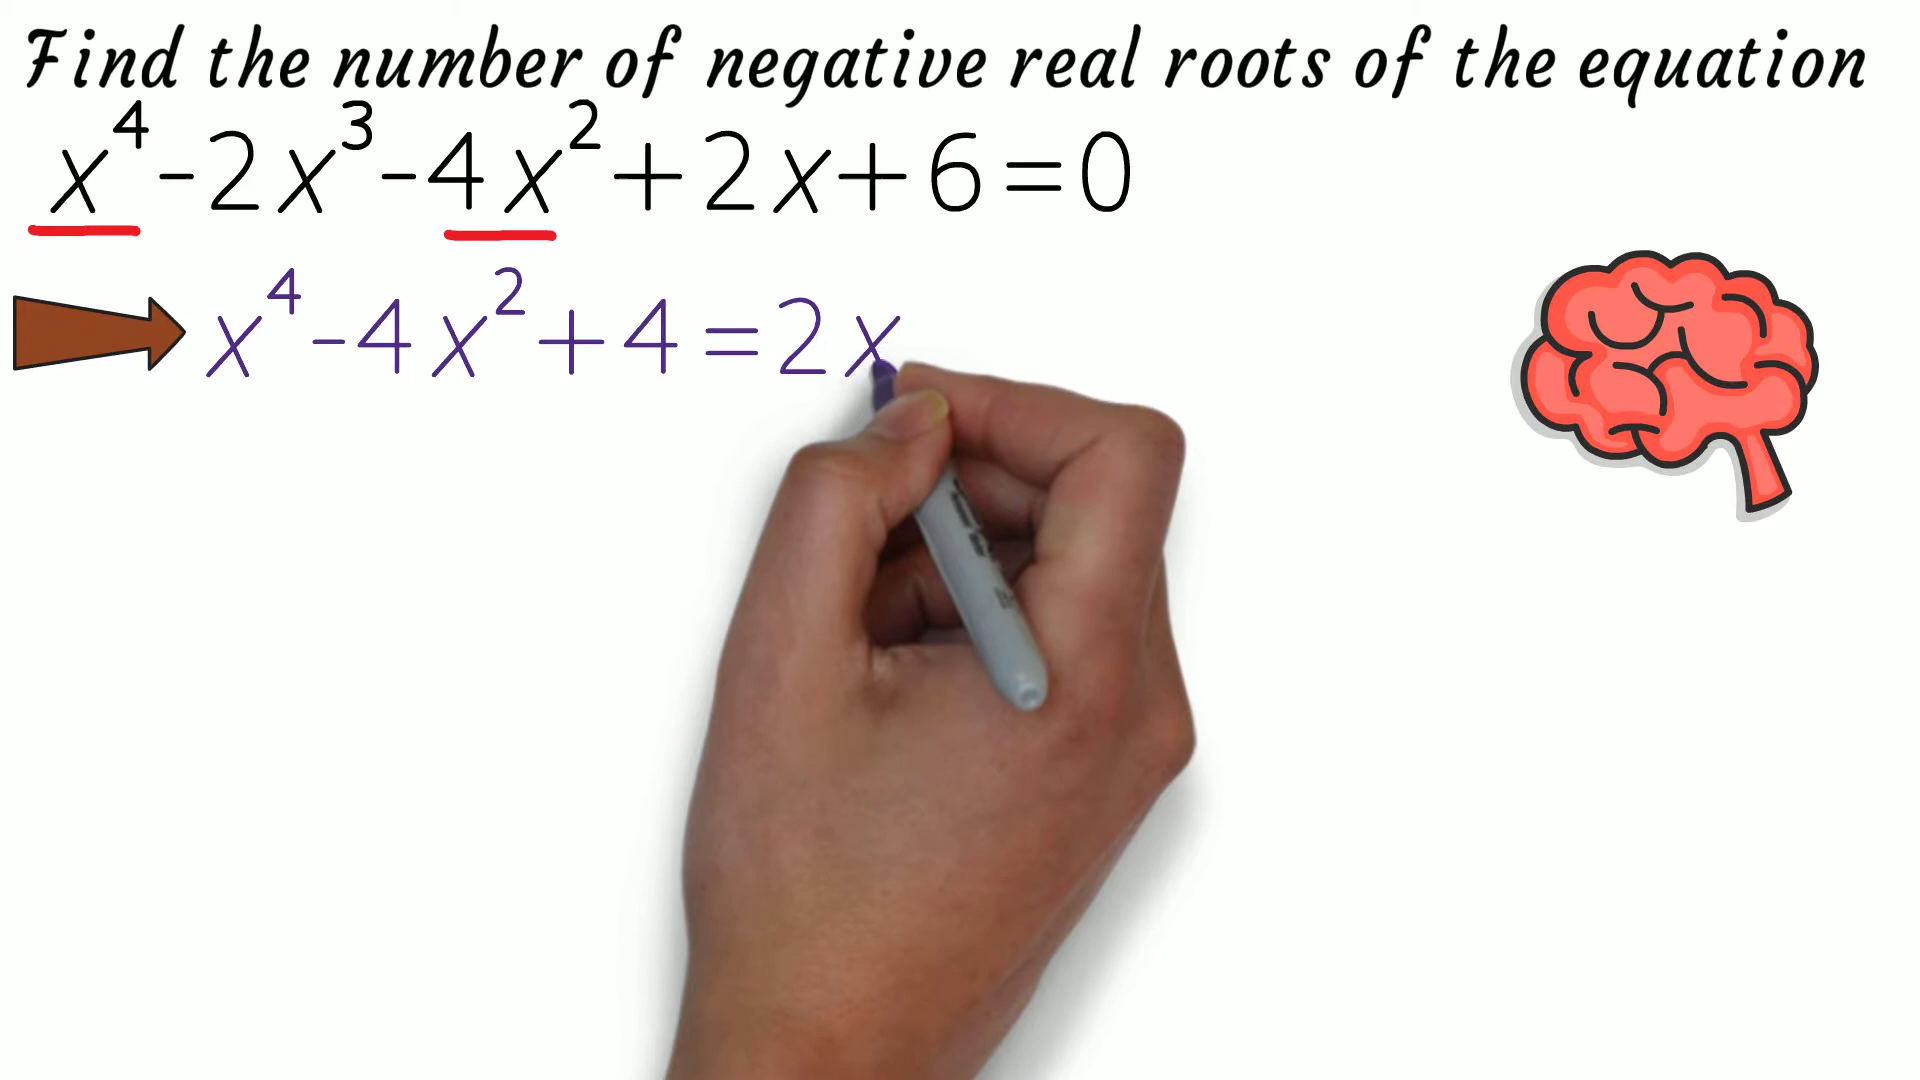 Find the number of negative real roots of the equation
x⁴-2x³-4x²+2x+6=0
x⁴-4x²+4=2x